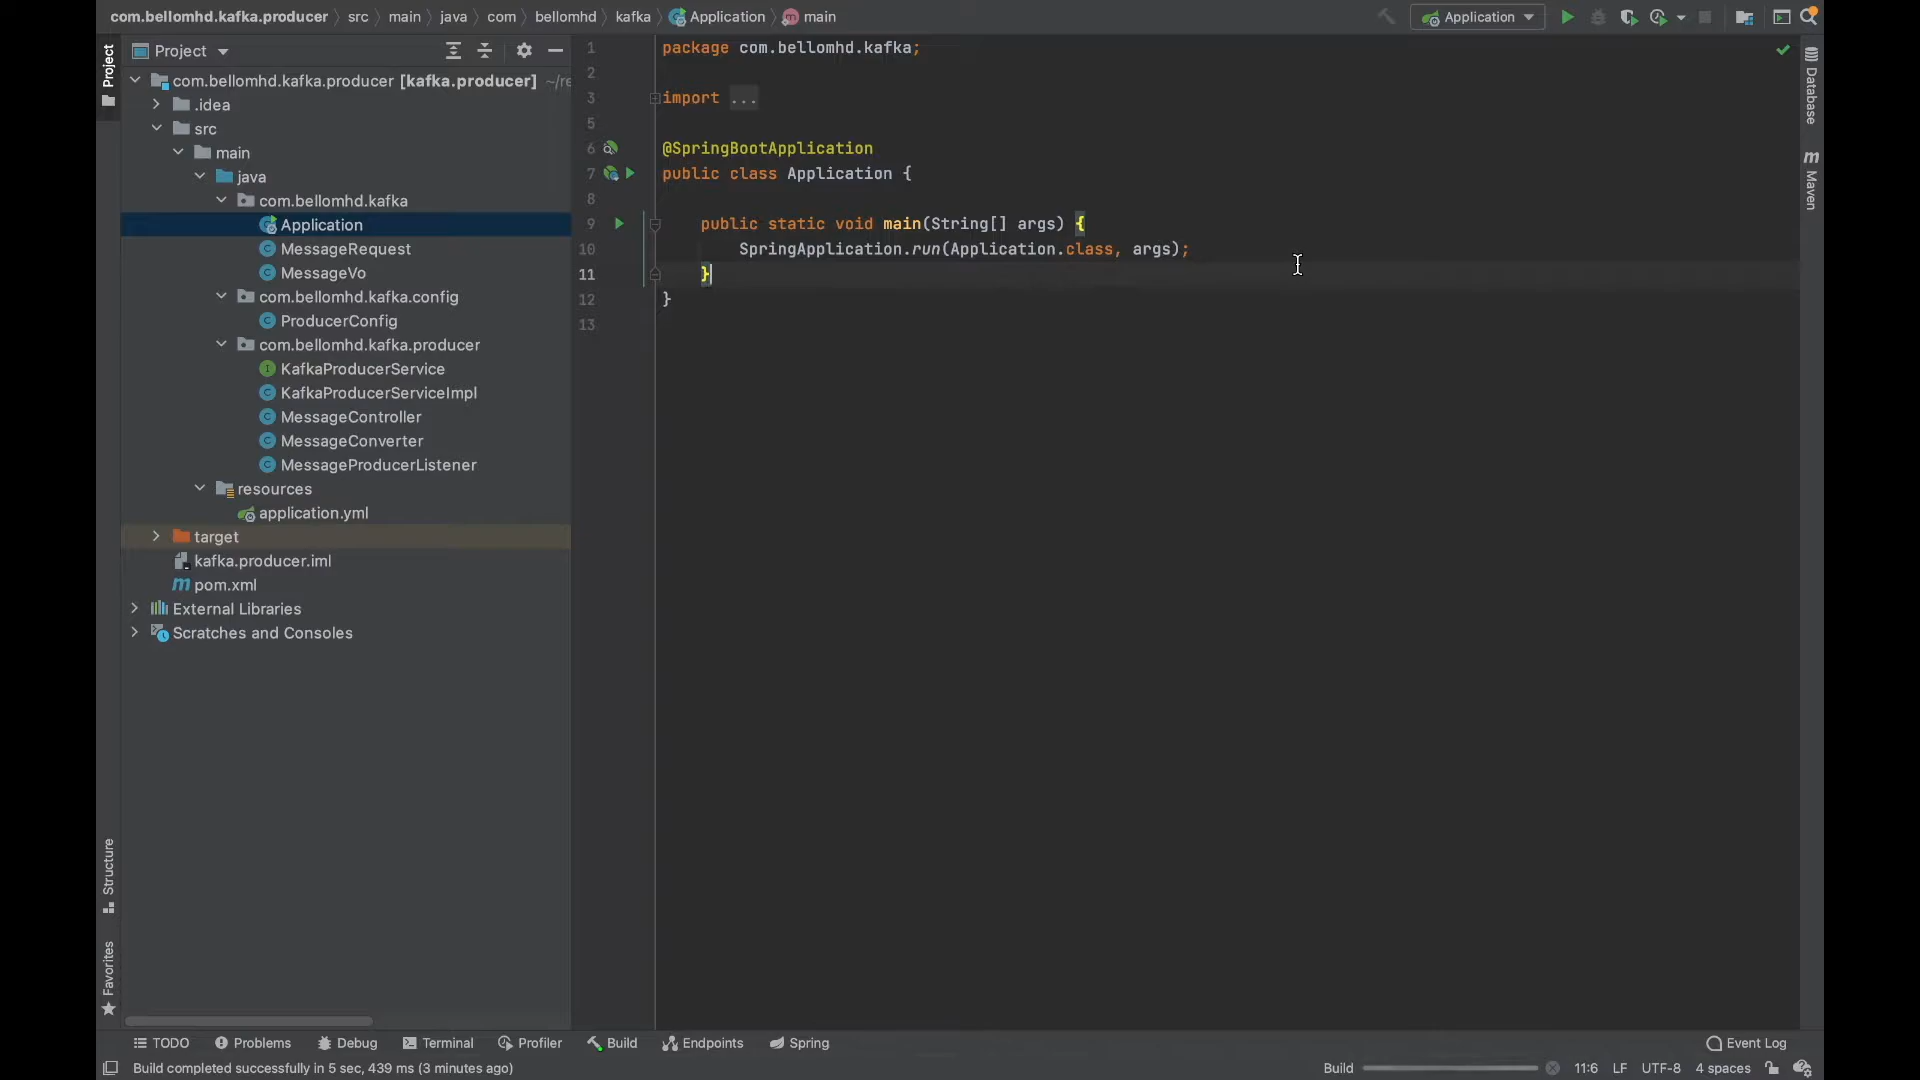 com.bellomhd.kafka.producer 〉 src 〉 main 〉 java 〉 com 〉 bellomhd 〉 kafka 〉 Application 〉 main
Application
Project
Project
com.bellomhd.kafka.producer [kafka.producer] ~/re
.idea
src
main
java
com.bellomhd.kafka
Application
MessageRequest
MessageVo
com.bellomhd.kafka.config
ProducerConfig
com.bellomhd.kafka.producer
KafkaProducerService
KafkaProducerServiceImpl
MessageController
MessageConverter
MessageProducerListener
resources
application.yml
target
kafka.producer.iml
pom.xml
External Libraries
Scratches and Consoles
Structure
Favorites
1 package com.bellomhd.kafka;
2
3 import ...
5
6 @SpringBootApplication
7 public class Application {
8
9 public static void main(String[] args) {
10 SpringApplication.run(Application.class, args);
11 }
12 }
13
Database
Maven
TODO Problems Debug Terminal Profiler Build Endpoints Spring Event Log
Build completed successfully in 5 sec, 439 ms (3 minutes ago) Build 11:6 LF UTF-8 4 spaces